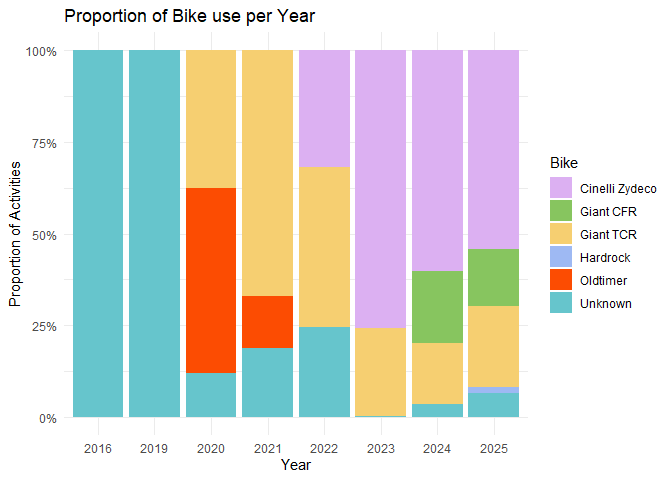 Proportion of Bike use per Year
100%
75%
50%
25%
0%
Proportion of Activities
2016 2019 2020 2021 2022 2023 2024 2025
Year
Bike
Cinelli Zydeco
Giant CFR
Giant TCR
Hardrock
Oldtimer
Unknown